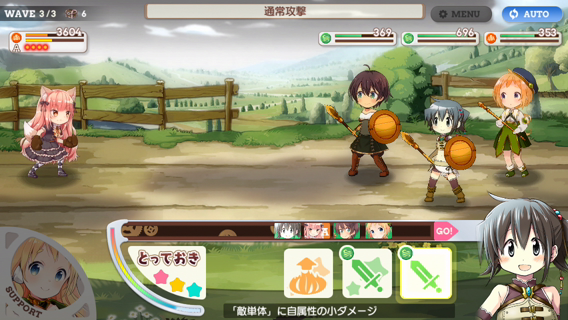 WAVE 3/3 6
通常攻撃
MENU
AUTO
3604
369
696
353
A
GO!
とっておき
SUPPORT
「敵単体」に自属性の小ダメージ